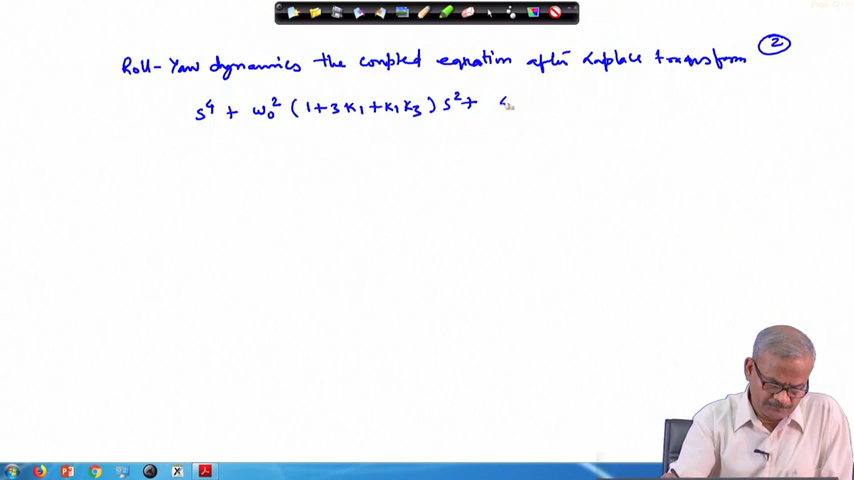 Roll-Yaw dynamics the coupled equation after Laplace transform ②
s⁴ + ω₀² (1+3K₁+K₁K₃) s² +